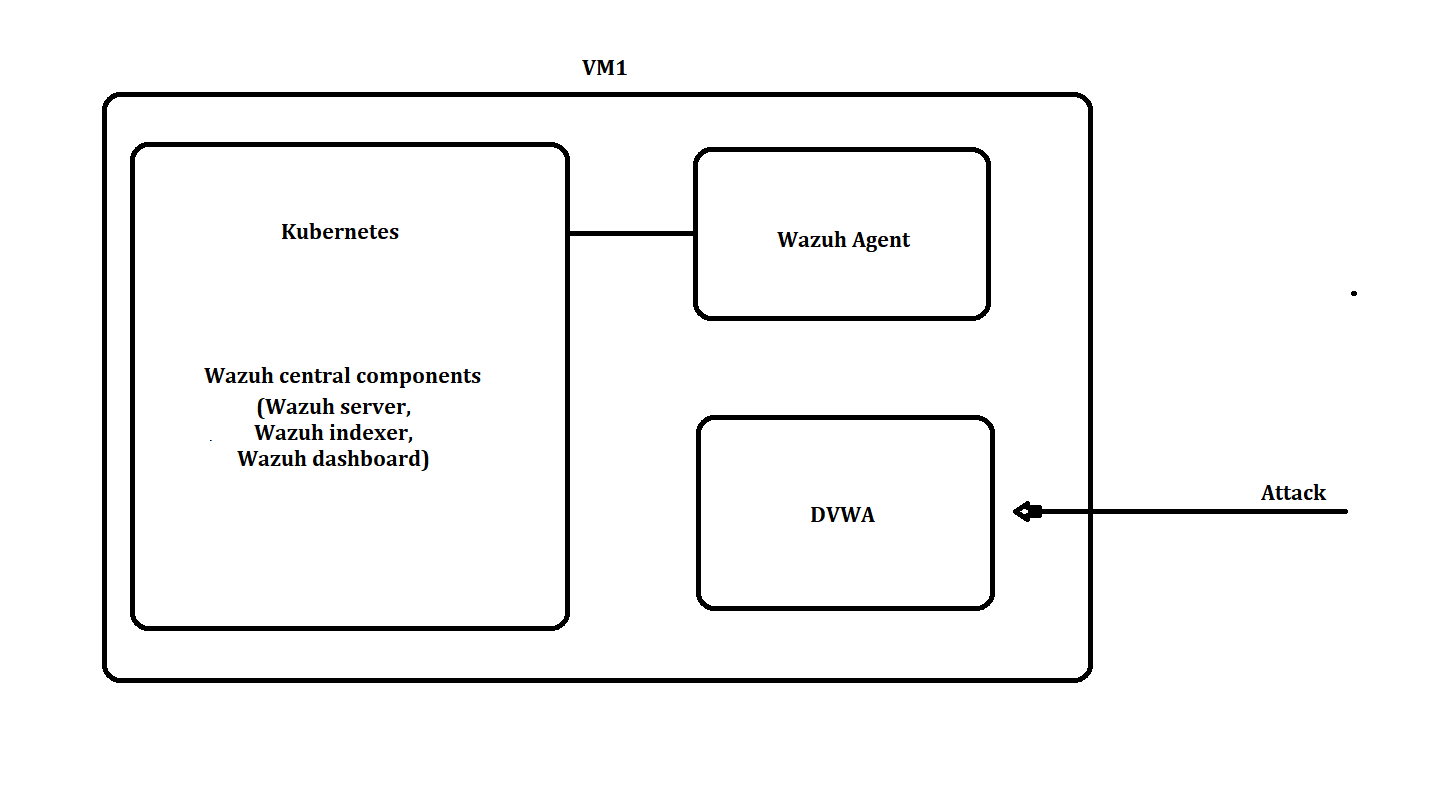 VM1
Kubernetes
Wazuh Agent
Wazuh central components
(Wazuh server,
Wazuh indexer,
Wazuh dashboard)
Attack
DVWA